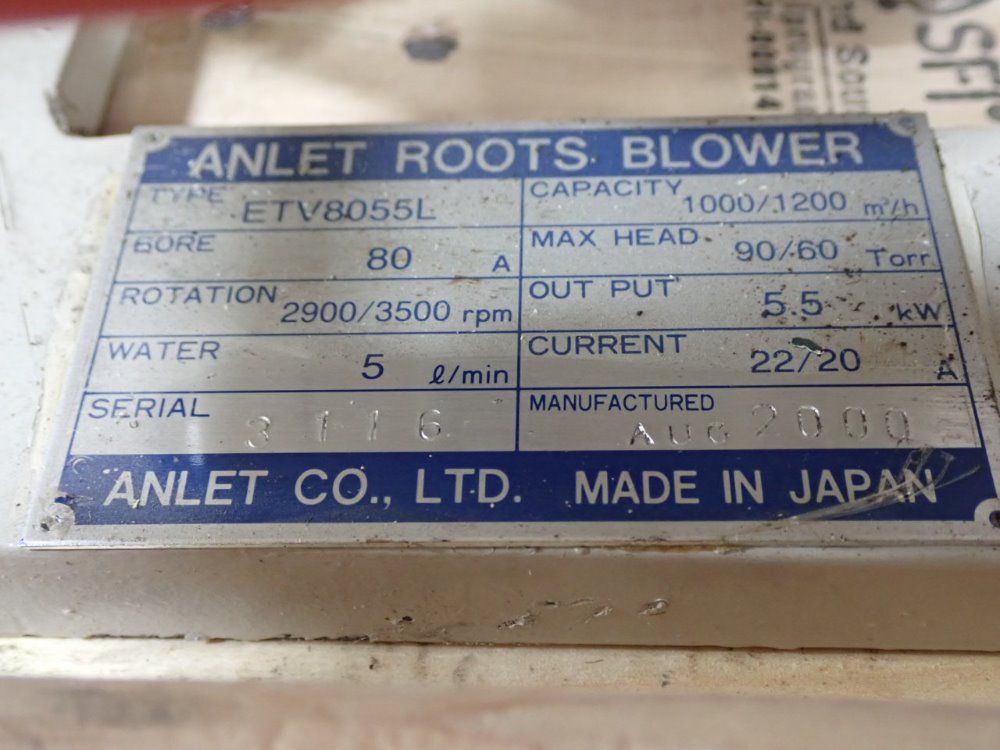 ANLET ROOTS BLOWER
TYPE ETV8055L
CAPACITY 1000/1200 m³/h
BORE 80 A
MAX HEAD 90/60 Torr
ROTATION 2900/3500 rpm
OUT PUT 5.5 kW
WATER 5 ℓ/min
CURRENT 22/20 A
SERIAL 3116
MANUFACTURED AUG 2000
ANLET CO., LTD. MADE IN JAPAN